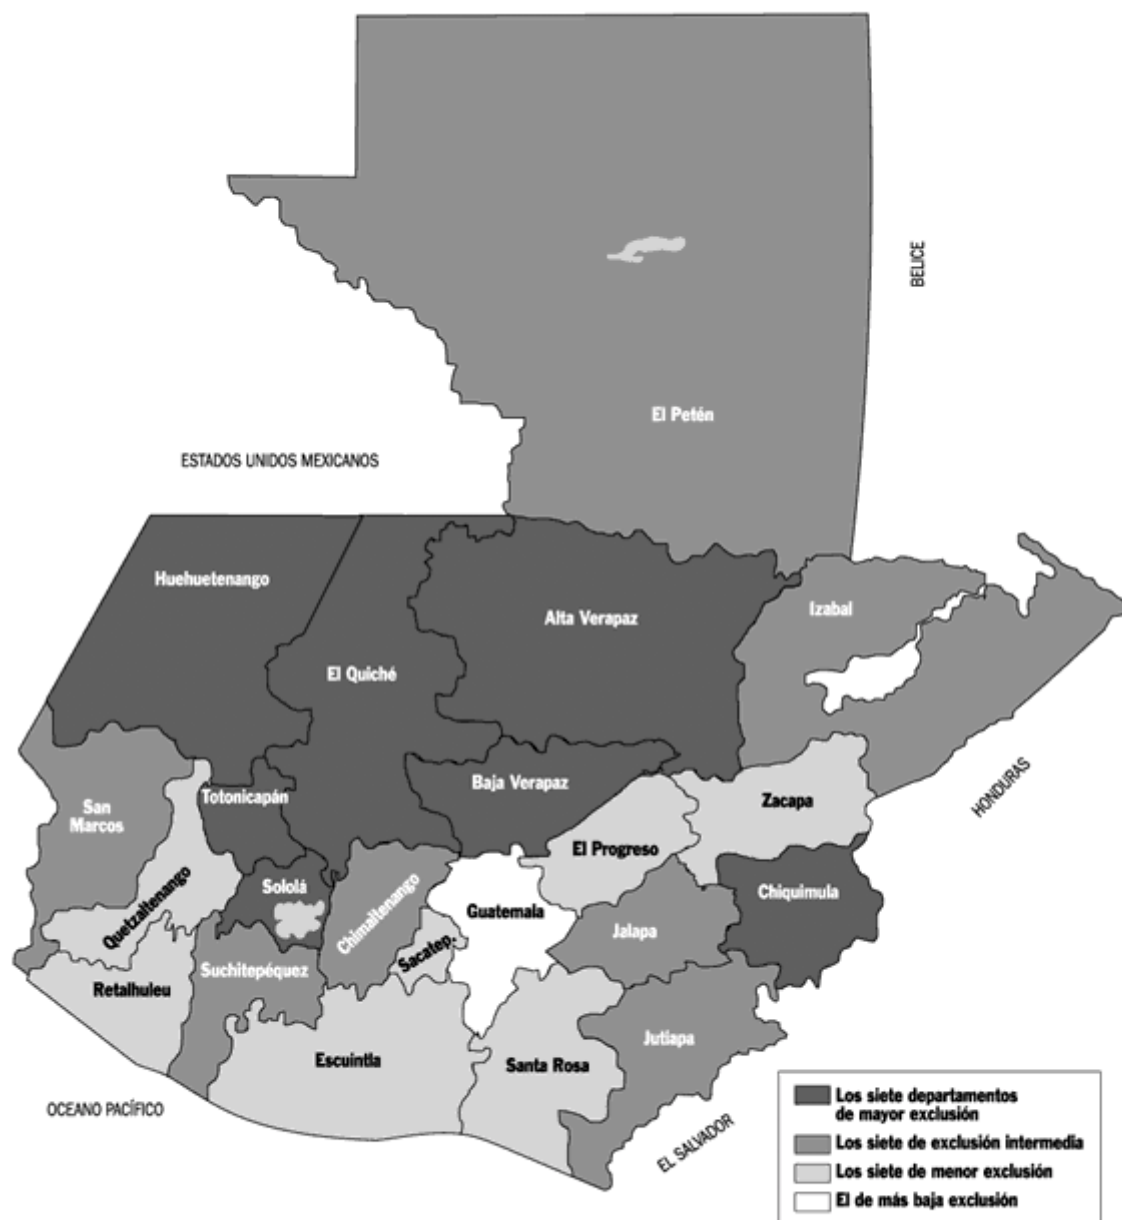 BELICE
El Petén
ESTADOS UNIDOS MEXICANOS
Huehuetenango
Izabal
Alta Verapaz
El Quiché
HONDURAS
Baja Verapaz
Totonicapán
Zacapa
San
Marcos
El Progreso
Sololá
Chiquimula
Quetzaltenango
Chimaltenango
Guatemala
Jalapa
Sacatep.
Suchitepéquez
Retalhuleu
Jutiapa
Escuintla
Santa Rosa
OCEANO PACÍFICO
EL SALVADOR
Los siete departamentos
de mayor exclusión
Los siete de exclusión intermedia
Los siete de menor exclusión
El de más baja exclusión